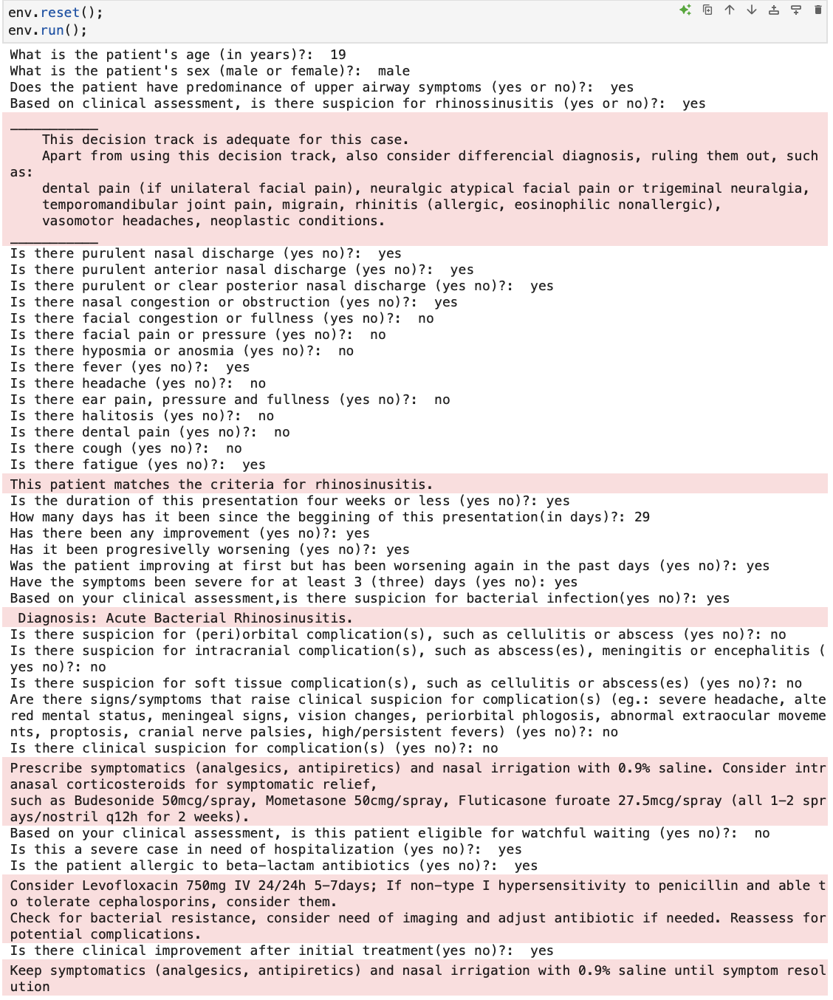 env.reset();
env.run();
What is the patient's age (in years)?:  19
What is the patient's sex (male or female)?:  male
Does the patient have predominance of upper airway symptoms (yes or no)?:  yes
Based on clinical assessment, is there suspicion for rhinossinusitis (yes or no)?:  yes
___________
    This decision track is adequate for this case.
    Apart from using this decision track, also consider differencial diagnosis, ruling them out, such
as:
    dental pain (if unilateral facial pain), neuralgic atypical facial pain or trigeminal neuralgia,
    temporomandibular joint pain, migrain, rhinitis (allergic, eosinophilic nonallergic),
    vasomotor headaches, neoplastic conditions.
___________
Is there purulent nasal discharge (yes no)?:  yes
Is there purulent anterior nasal discharge (yes no)?:  yes
Is there purulent or clear posterior nasal discharge (yes no)?:  yes
Is there nasal congestion or obstruction (yes no)?:  yes
Is there facial congestion or fullness (yes no)?:  no
Is there facial pain or pressure (yes no)?:  no
Is there hyposmia or anosmia (yes no)?:  no
Is there fever (yes no)?:  yes
Is there headache (yes no)?:  no
Is there ear pain, pressure and fullness (yes no)?:  no
Is there halitosis (yes no)?:  no
Is there dental pain (yes no)?:  no
Is there cough (yes no)?:  no
Is there fatigue (yes no)?:  yes
This patient matches the criteria for rhinosinusitis.
Is the duration of this presentation four weeks or less (yes no)?: yes
How many days has it been since the beggining of this presentation(in days)?: 29
Has there been any improvement (yes no)?: yes
Has it been progresivelly worsening (yes no)?: yes
Was the patient improving at first but has been worsening again in the past days (yes no)?: yes
Have the symptoms been severe for at least 3 (three) days (yes no): yes
Based on your clinical assessment,is there suspicion for bacterial infection(yes no)?: yes
 Diagnosis: Acute Bacterial Rhinosinusitis.
Is there suspicion for (peri)orbital complication(s), such as cellulitis or abscess (yes no)?: no
Is there suspicion for intracranial complication(s), such as abscess(es), meningitis or encephalitis (
yes no)?: no
Is there suspicion for soft tissue complication(s), such as cellulitis or abscess(es) (yes no)?: no
Are there signs/symptoms that raise clinical suspicion for complication(s) (eg.: severe headache, alte
red mental status, meningeal signs, vision changes, periorbital phlogosis, abnormal extraocular moveme
nts, proptosis, cranial nerve palsies, high/persistent fevers) (yes no)?: no
Is there clinical suspicion for complication(s) (yes no)?: no
Prescribe symptomatics (analgesics, antipiretics) and nasal irrigation with 0.9% saline. Consider intr
anasal corticosteroids for symptomatic relief,
such as Budesonide 50mcg/spray, Mometasone 50cmg/spray, Fluticasone furoate 27.5mcg/spray (all 1-2 spr
ays/nostril q12h for 2 weeks).
Based on your clinical assessment, is this patient eligible for watchful waiting (yes no)?:  no
Is this a severe case in need of hospitalization (yes no)?:  yes
Is the patient allergic to beta-lactam antibiotics (yes no)?:  yes
Consider Levofloxacin 750mg IV 24/24h 5-7days; If non-type I hypersensitivity to penicillin and able t
o tolerate cephalosporins, consider them.
Check for bacterial resistance, consider need of imaging and adjust antibiotic if needed. Reassess for
potential complications.
Is there clinical improvement after initial treatment(yes no)?:  yes
Keep symptomatics (analgesics, antipiretics) and nasal irrigation with 0.9% saline until symptom resol
ution